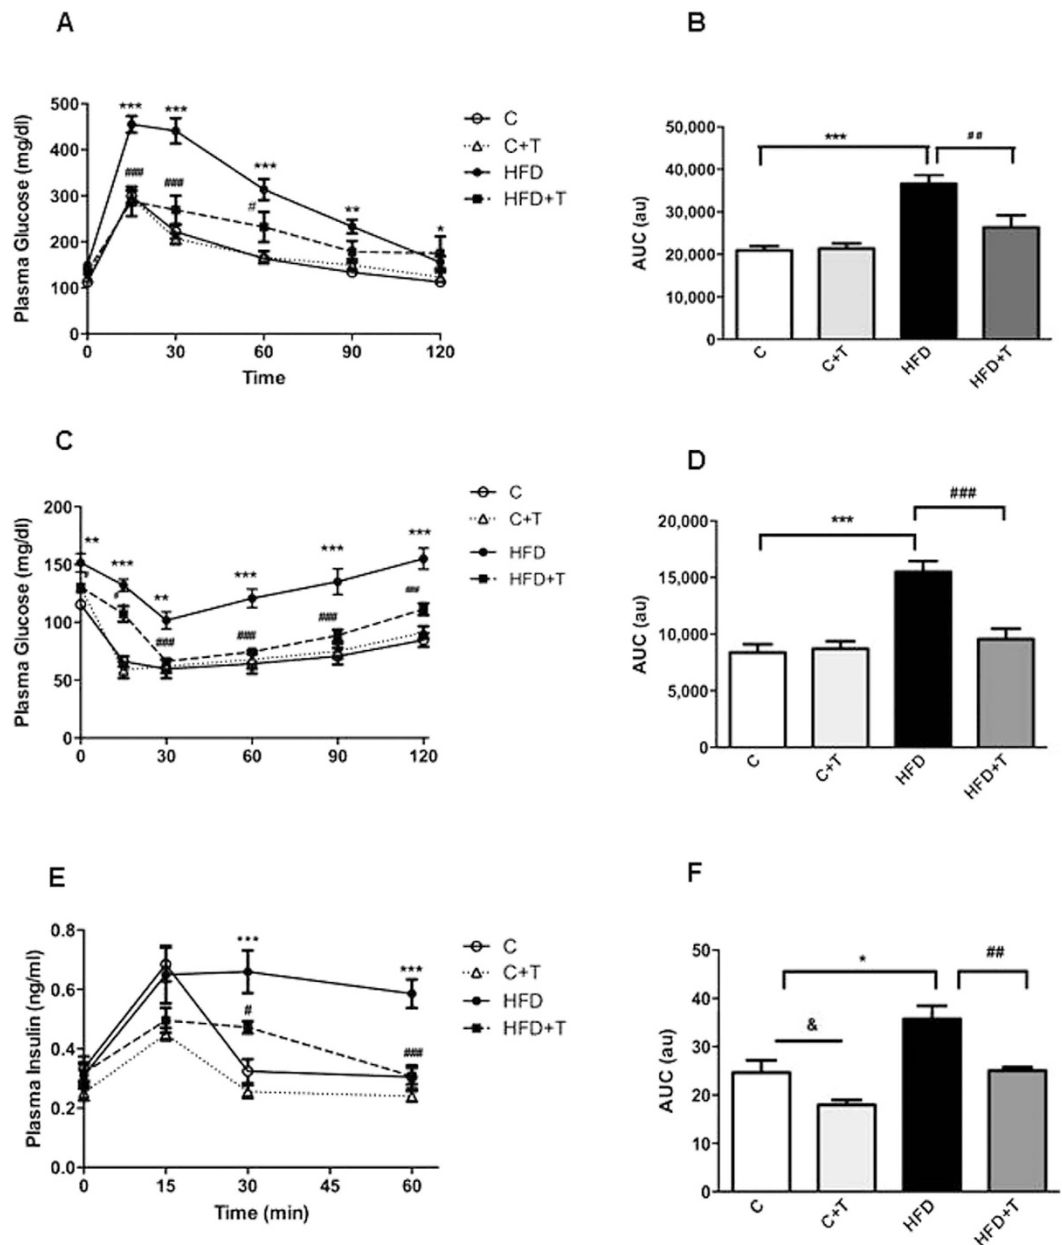 A
B
Plasma Glucose (mg/dl)
500
400
300
200
100
0
*** *** *** ** *
### ### #
0 30 60 90 120
Time
C
C+T
HFD
HFD+T
AUC (au)
50,000
40,000
30,000
20,000
10,000
0
*** ##
C C+T HFD HFD+T
C
D
Plasma Glucose (mg/dl)
200
150
100
50
0
** *** ** *** *** ***
# # ### ### ### ###
0 30 60 90 120
C
C+T
HFD
HFD+T
AUC (au)
20,000
15,000
10,000
5,000
0
*** ###
C C+T HFD HFD+T
E
F
Plasma Insulin (ng/ml)
0.8
0.6
0.4
0.2
0.0
*** ***
# ###
0 15 30 45 60
Time (min)
C
C+T
HFD
HFD+T
AUC (au)
50
40
30
20
10
0
* ##
&
C C+T HFD HFD+T